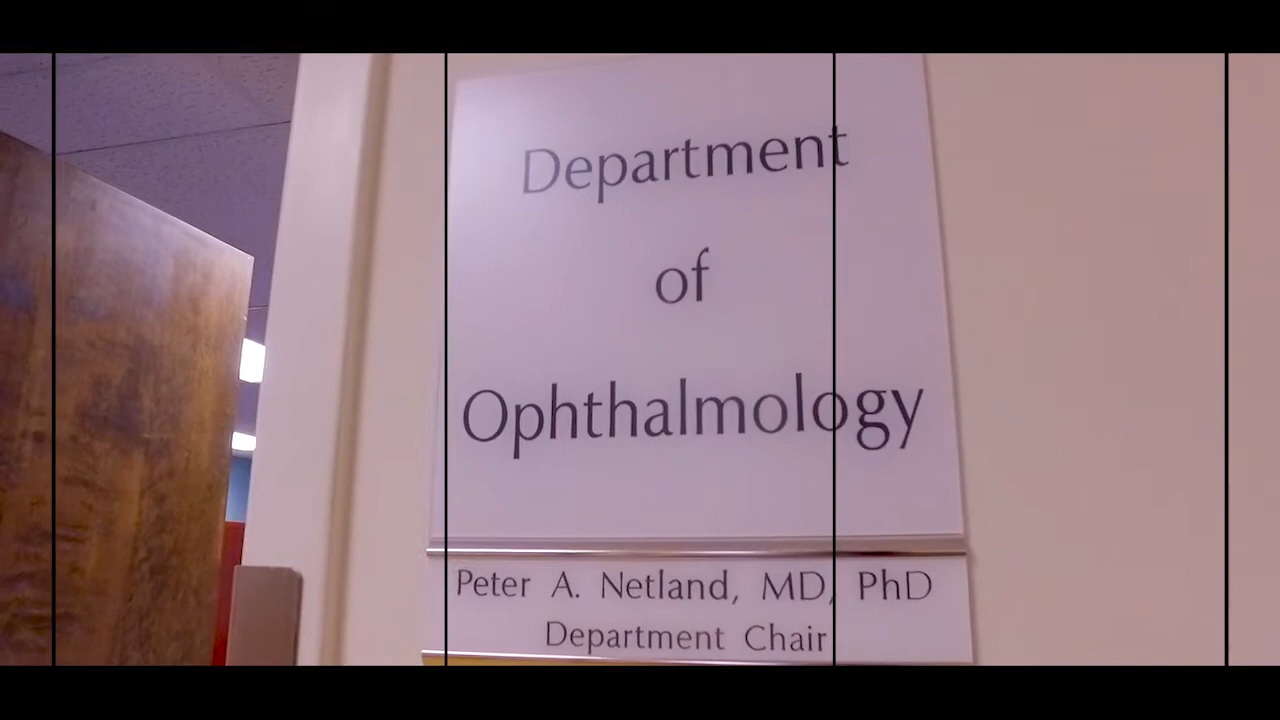 Department
of
Ophthalmology
Peter A. Netland, MD, PhD
Department Chair